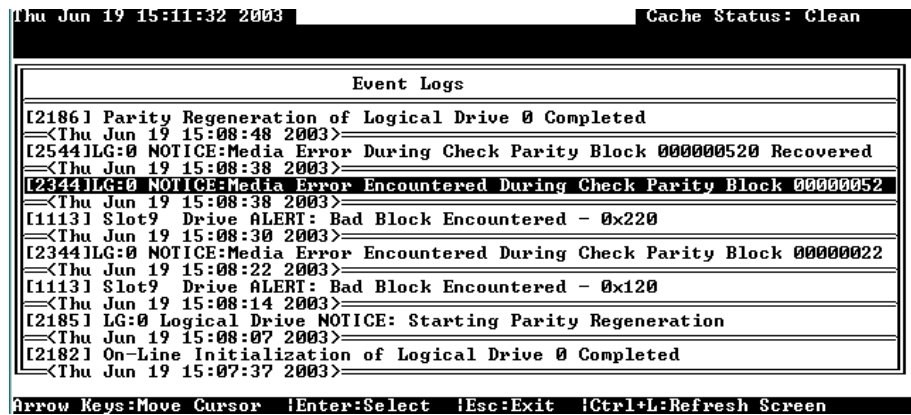 Thu Jun 19 15:11:32 2003 Cache Status: Clean
Event Logs
[2186] Parity Regeneration of Logical Drive 0 Completed
<Thu Jun 19 15:08:48 2003>
[2544]LG:0 NOTICE:Media Error During Check Parity Block 000000520 Recovered
<Thu Jun 19 15:08:38 2003>
[2344]LG:0 NOTICE:Media Error Encountered During Check Parity Block 00000052
<Thu Jun 19 15:08:38 2003>
[1113] Slot9 Drive ALERT: Bad Block Encountered - 0x220
<Thu Jun 19 15:08:30 2003>
[2344]LG:0 NOTICE:Media Error Encountered During Check Parity Block 00000022
<Thu Jun 19 15:08:22 2003>
[1113] Slot9 Drive ALERT: Bad Block Encountered - 0x120
<Thu Jun 19 15:08:14 2003>
[2185] LG:0 Logical Drive NOTICE: Starting Parity Regeneration
<Thu Jun 19 15:08:07 2003>
[2182] On-Line Initialization of Logical Drive 0 Completed
<Thu Jun 19 15:07:37 2003>
Arrow Keys:Move Cursor |Enter:Select |Esc:Exit |Ctrl+L:Refresh Screen